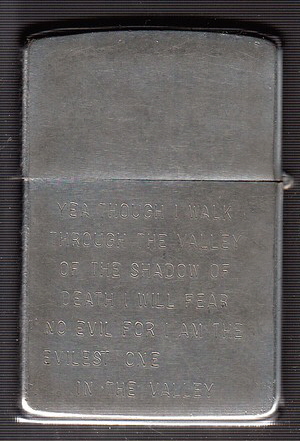 YEA THOUGH I WALK
THROUGH THE VALLEY
OF THE SHADOW OF
DEATH I WILL FEAR
NO EVIL FOR I AM THE
EVILEST ONE
IN THE VALLEY